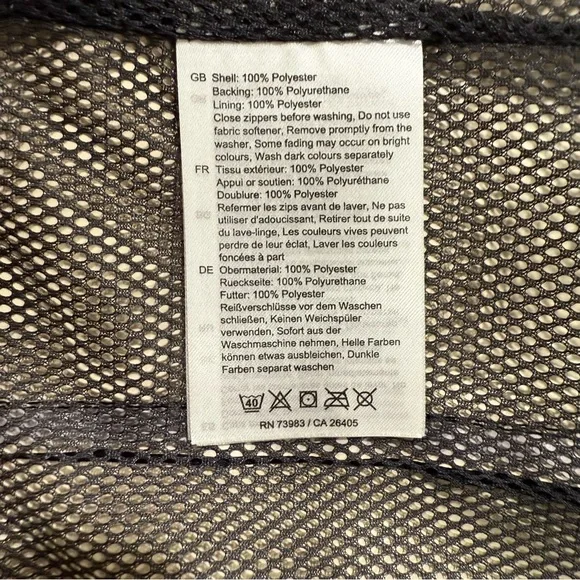 GB Shell: 100% Polyester
Backing: 100% Polyurethane
Lining: 100% Polyester
Close zippers before washing, Do not use
fabric softener, Remove promptly from the
washer, Some fading may occur on bright
colours, Wash dark colours separately
FR Tissu extérieur: 100% Polyester
Appui or soutien: 100% Polyuréthane
Doublure: 100% Polyester
Refermer les zips avant de laver, Ne pas
utiliser d'adoucissant, Retirer tout de suite
du lave-linge, Les couleurs vives peuvent
perdre de leur éclat, Laver les couleurs
foncées à part
DE Obermaterial: 100% Polyester
Rueckseite: 100% Polyurethane
Futter: 100% Polyester
Reißverschlüsse vor dem Waschen
schließen, Keinen Weichspüler
verwenden, Sofort aus der
Waschmaschine nehmen, Helle Farben
können etwas ausbleichen, Dunkle
Farben separat waschen
40
RN 73983 / CA 26405